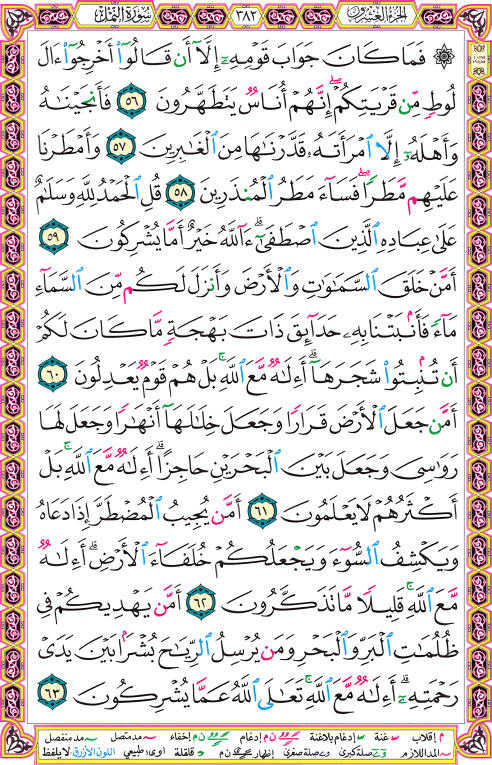 الجزء العشرون
٣٨٢
سورة النمل
۞ فَمَا كَانَ جَوَابَ قَوْمِهِۦٓ إِلَّآ أَن قَالُوٓا۟ أَخْرِجُوٓا۟ ءَالَ
لُوطٍ مِّن قَرْيَتِكُمْ ۖ إِنَّهُمْ أُنَاسٌ يَتَطَهَّرُونَ ٥٦ فَأَنجَيْنَـٰهُ
وَأَهْلَهُۥٓ إِلَّا ٱمْرَأَتَهُۥ قَدَّرْنَـٰهَا مِنَ ٱلْغَـٰبِرِينَ ٥٧ وَأَمْطَرْنَا
عَلَيْهِم مَّطَرًا ۖ فَسَآءَ مَطَرُ ٱلْمُنذَرِينَ ٥٨ قُلِ ٱلْحَمْدُ لِلَّهِ وَسَلَـٰمٌ
عَلَىٰ عِبَادِهِ ٱلَّذِينَ ٱصْطَفَىٰٓ ۗ ءَآللَّهُ خَيْرٌ أَمَّا يُشْرِكُونَ ٥٩
أَمَّنْ خَلَقَ ٱلسَّمَـٰوَٰتِ وَٱلْأَرْضَ وَأَنزَلَ لَكُم مِّنَ ٱلسَّمَآءِ
مَآءً فَأَنۢبَتْنَا بِهِۦ حَدَآئِقَ ذَاتَ بَهْجَةٍ مَّا كَانَ لَكُمْ
أَن تُنۢبِتُوا۟ شَجَرَهَآ ۗ أَءِلَـٰهٌ مَّعَ ٱللَّهِ ۚ بَلْ هُمْ قَوْمٌ يَعْدِلُونَ ٦٠
أَمَّن جَعَلَ ٱلْأَرْضَ قَرَارًا وَجَعَلَ خِلَـٰلَهَآ أَنْهَـٰرًا وَجَعَلَ لَهَا
رَوَٰسِىَ وَجَعَلَ بَيْنَ ٱلْبَحْرَيْنِ حَاجِزًا ۗ أَءِلَـٰهٌ مَّعَ ٱللَّهِ ۚ بَلْ
أَكْثَرُهُمْ لَا يَعْلَمُونَ ٦١ أَمَّن يُجِيبُ ٱلْمُضْطَرَّ إِذَا دَعَاهُ
وَيَكْشِفُ ٱلسُّوٓءَ وَيَجْعَلُكُمْ خُلَفَآءَ ٱلْأَرْضِ ۗ أَءِلَـٰهٌ
مَّعَ ٱللَّهِ ۚ قَلِيلًا مَّا تَذَكَّرُونَ ٦٢ أَمَّن يَهْدِيكُمْ فِى
ظُلُمَـٰتِ ٱلْبَرِّ وَٱلْبَحْرِ وَمَن يُرْسِلُ ٱلرِّيَـٰحَ بُشْرًۢا بَيْنَ يَدَىْ
رَحْمَتِهِۦٓ ۗ أَءِلَـٰهٌ مَّعَ ٱللَّهِ ۚ تَعَـٰلَى ٱللَّهُ عَمَّا يُشْرِكُونَ ٦٣
م إقلاب غنة إدغام بلاغنة ن م إدغام ن م إخفاء مد متصل مد منفصل
المد اللازم وصلة كبرى وصلة صغرى إظهار ن م قلقلة اوى: طبيعي اللون الأزرق: لا يلفظ